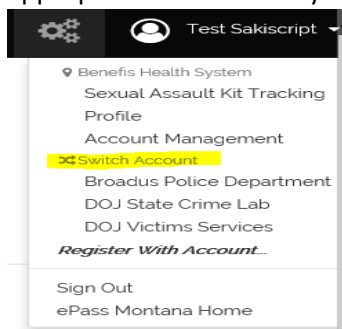 Test Sakiscript
Benefis Health System
Sexual Assault Kit Tracking
Profile
Account Management
Switch Account
Broadus Police Department
DOJ State Crime Lab
DOJ Victims Services
Register With Account...
Sign Out
ePass Montana Home